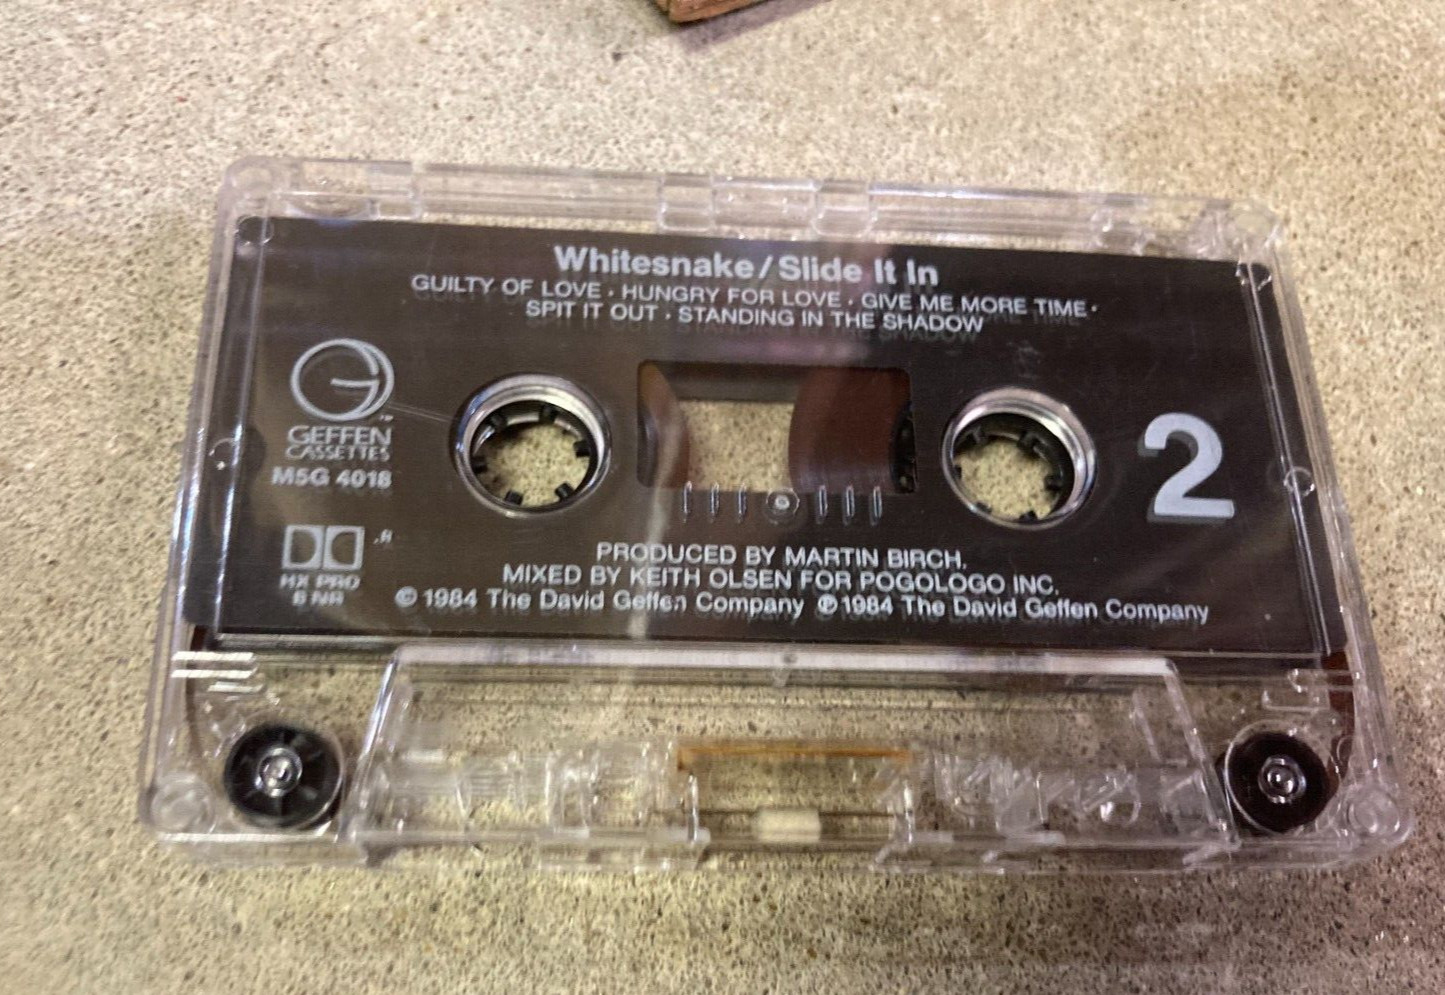 Whitesnake/Slide It In
GUILTY OF LOVE · HUNGRY FOR LOVE · GIVE ME MORE TIME ·
SPIT IT OUT · STANDING IN THE SHADOW
GEFFEN
CASSETTES
M5G 4018
2
HX PRO
B NR
PRODUCED BY MARTIN BIRCH.
MIXED BY KEITH OLSEN FOR POGOLOGO INC.
© 1984 The David Geffen Company ℗ 1984 The David Geffen Company